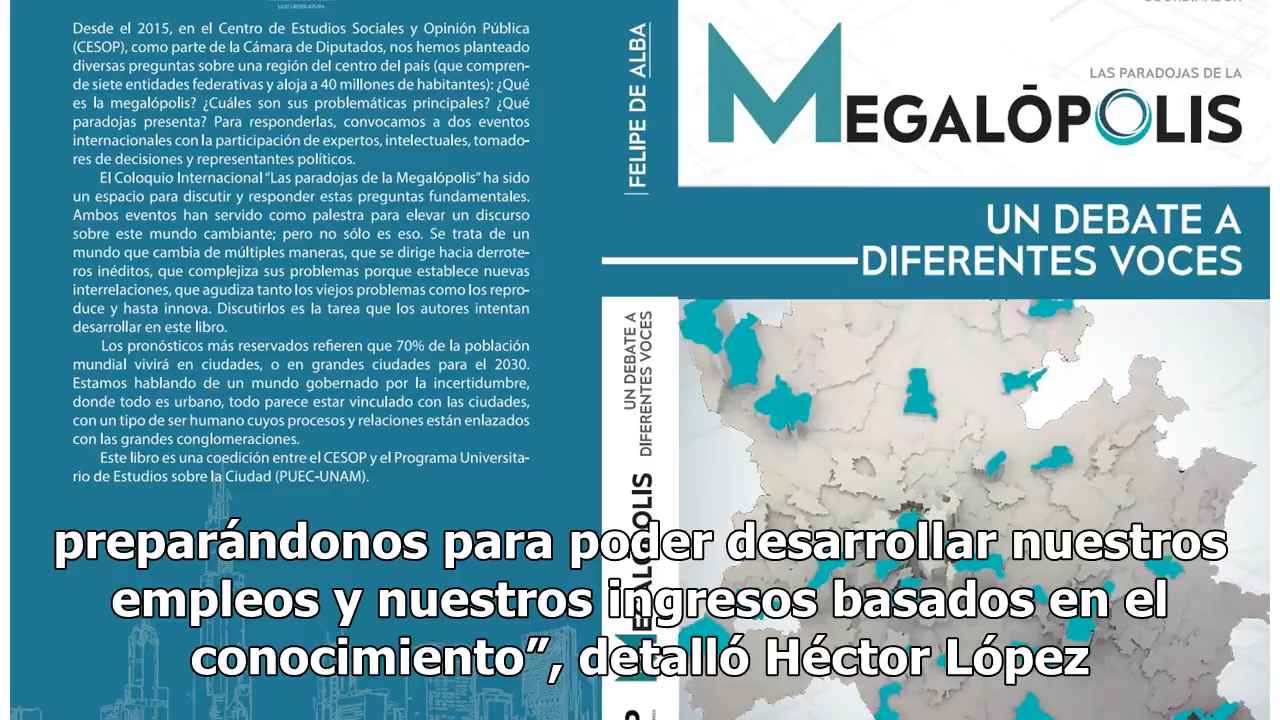 LXIII LEGISLATURA
Desde el 2015, en el Centro de Estudios Sociales y Opinión Pública
(CESOP), como parte de la Cámara de Diputados, nos hemos planteado
diversas preguntas sobre una región del centro del país (que compren-
de siete entidades federativas y aloja a 40 millones de habitantes): ¿Qué
es la megalópolis? ¿Cuáles son sus problemáticas principales? ¿Qué
paradojas presenta? Para responderlas, convocamos a dos eventos
internacionales con la participación de expertos, intelectuales, tomado-
res de decisiones y representantes políticos.
El Coloquio Internacional "Las paradojas de la Megalópolis" ha sido
un espacio para discutir y responder estas preguntas fundamentales.
Ambos eventos han servido como palestra para elevar un discurso
sobre este mundo cambiante; pero no sólo es eso. Se trata de un
mundo que cambia de múltiples maneras, que se dirige hacia derrote-
ros inéditos, que complejiza sus problemas porque establece nuevas
interrelaciones, que agudiza tanto los viejos problemas como los repro-
duce y hasta innova. Discutirlos es la tarea que los autores intentan
desarrollar en este libro.
Los pronósticos más reservados refieren que 70% de la población
mundial vivirá en ciudades, o en grandes ciudades para el 2030.
Estamos hablando de un mundo gobernado por la incertidumbre,
donde todo es urbano, todo parece estar vinculado con las ciudades,
con un tipo de ser humano cuyos procesos y relaciones están enlazados
con las grandes conglomeraciones.
Este libro es una coedición entre el CESOP y el Programa Universita-
rio de Estudios sobre la Ciudad (PUEC-UNAM).
FELIPE DE ALBA
UN DEBATE A
DIFERENTES VOCES
MEGALOPOLIS
COORDINADOR
LAS PARADOJAS DE LA
MEGALŌPOLIS
UN DEBATE A
DIFERENTES VOCES
preparándonos para poder desarrollar nuestros
empleos y nuestros ingresos basados en el
conocimiento”, detalló Héctor López